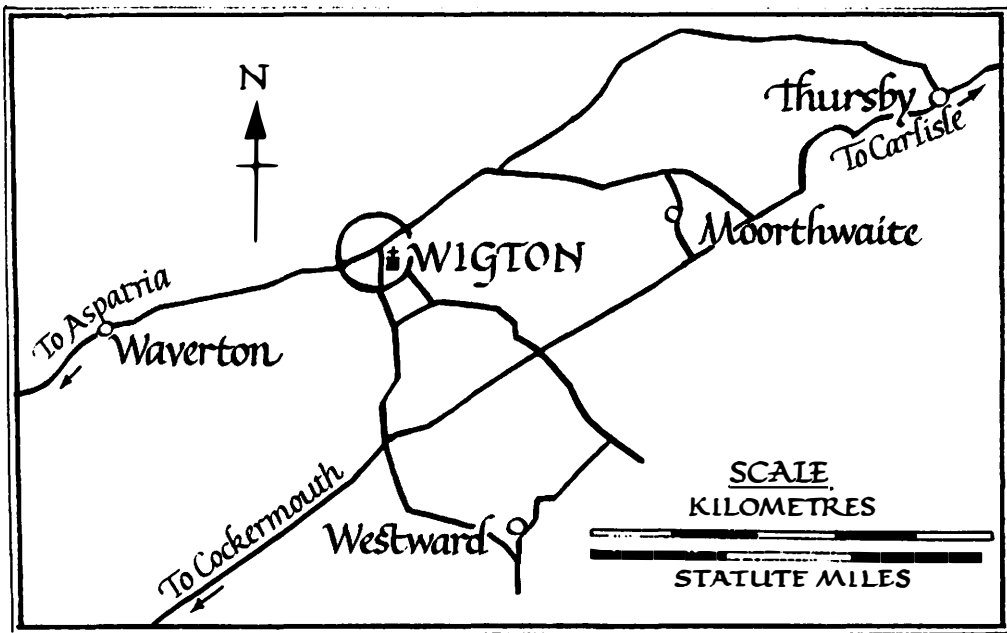 N
Thursby
To Carlisle
Moorthwaite
WIGTON
To Aspatria
Waverton
To Cockermouth
Westward
SCALE
KILOMETRES
STATUTE MILES